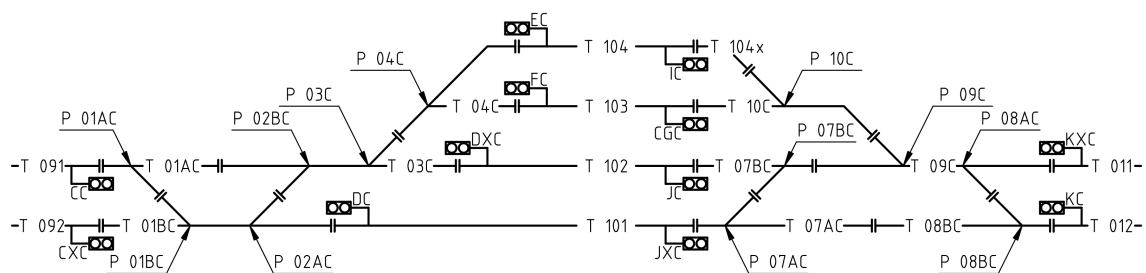 EC
T 104
T 104x
P 04C
P 10C
IC
FC
P 03C
T 04C
T 103
T 10C
P 09C
P 01AC
P 02BC
CGC
P 07BC
P 08AC
DXC
KXC
T 091
T 01AC
T 03C
T 102
T 07BC
T 09C
T 011
CC
DC
JC
KC
T 092
T 01BC
T 101
T 07AC
T 08BC
T 012
CXC
JXC
P 01BC
P 02AC
P 07AC
P 08BC